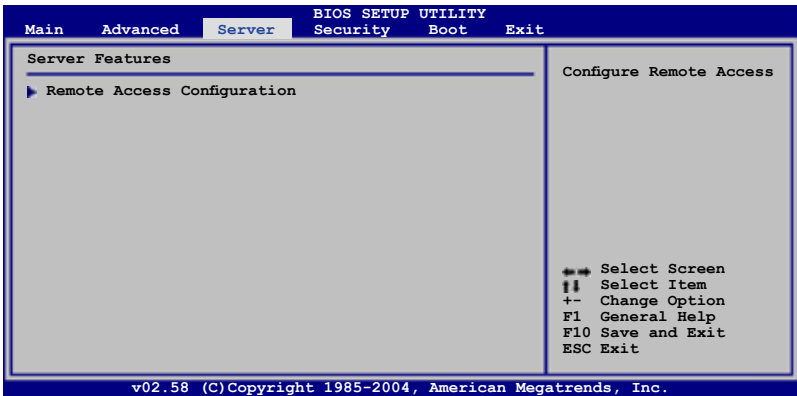 BIOS SETUP UTILITY
Main Advanced Server Security Boot Exit
Server Features
Remote Access Configuration
Configure Remote Access
Select Screen
Select Item
+- Change Option
F1 General Help
F10 Save and Exit
ESC Exit
v02.58 (C)Copyright 1985-2004, American Megatrends, Inc.